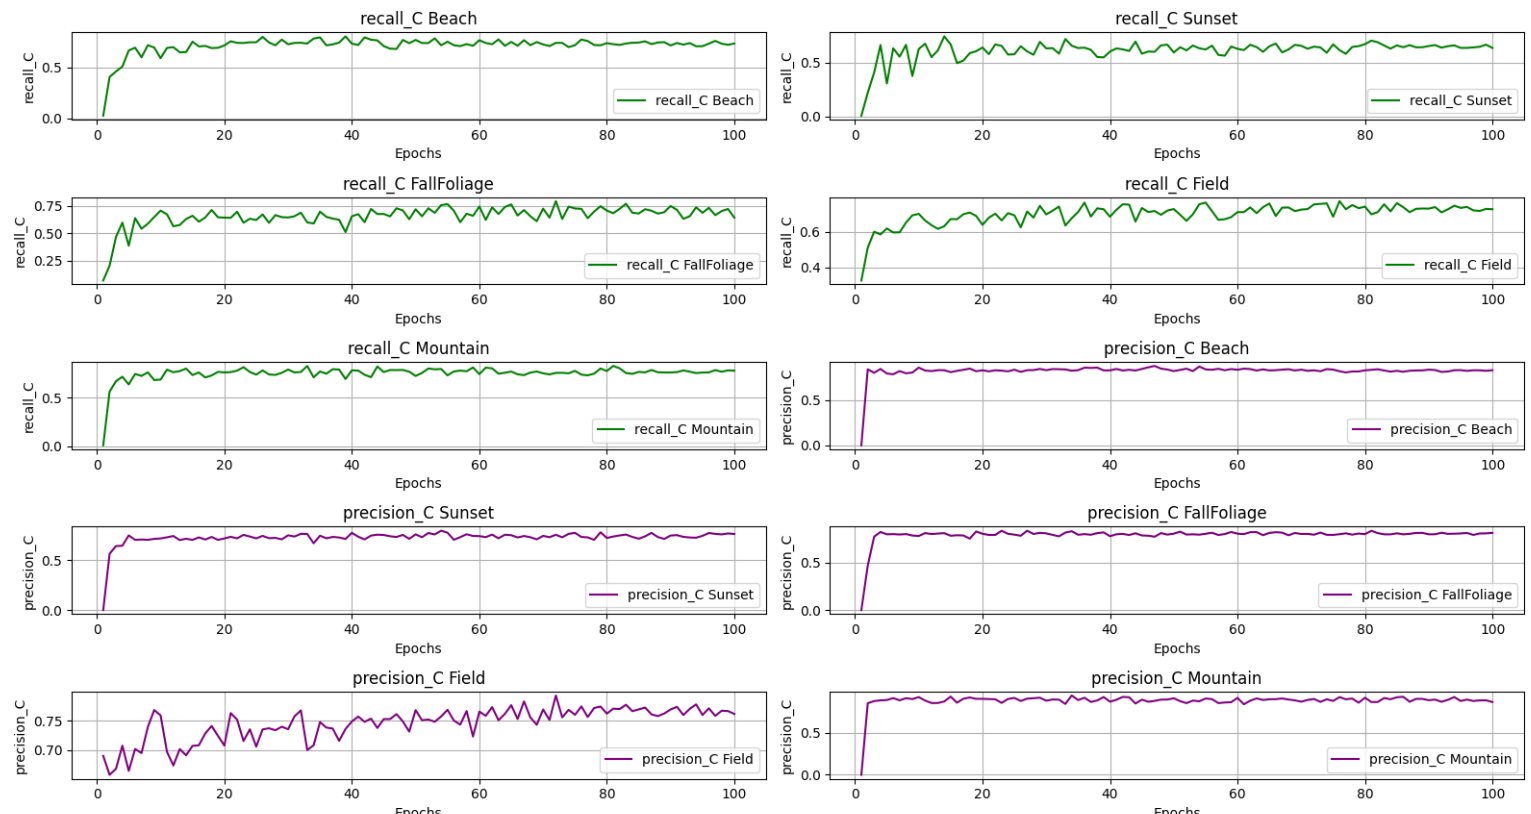 recall_C Beach
recall_C
0.5
0.0
recall_C Beach
0 20 40 60 80 100
Epochs
recall_C Sunset
recall_C
0.5
0.0
recall_C Sunset
0 20 40 60 80 100
Epochs
recall_C FallFoliage
recall_C
0.75
0.50
0.25
recall_C FallFoliage
0 20 40 60 80 100
Epochs
recall_C Field
recall_C
0.6
0.4
recall_C Field
0 20 40 60 80 100
Epochs
recall_C Mountain
recall_C
0.5
0.0
recall_C Mountain
0 20 40 60 80 100
Epochs
precision_C Beach
precision_C
0.5
0.0
precision_C Beach
0 20 40 60 80 100
Epochs
precision_C Sunset
precision_C
0.5
0.0
precision_C Sunset
0 20 40 60 80 100
Epochs
precision_C FallFoliage
precision_C
0.5
0.0
precision_C FallFoliage
0 20 40 60 80 100
Epochs
precision_C Field
precision_C
0.75
0.70
precision_C Field
0 20 40 60 80 100
Epochs
precision_C Mountain
precision_C
0.5
0.0
precision_C Mountain
0 20 40 60 80 100
Epochs